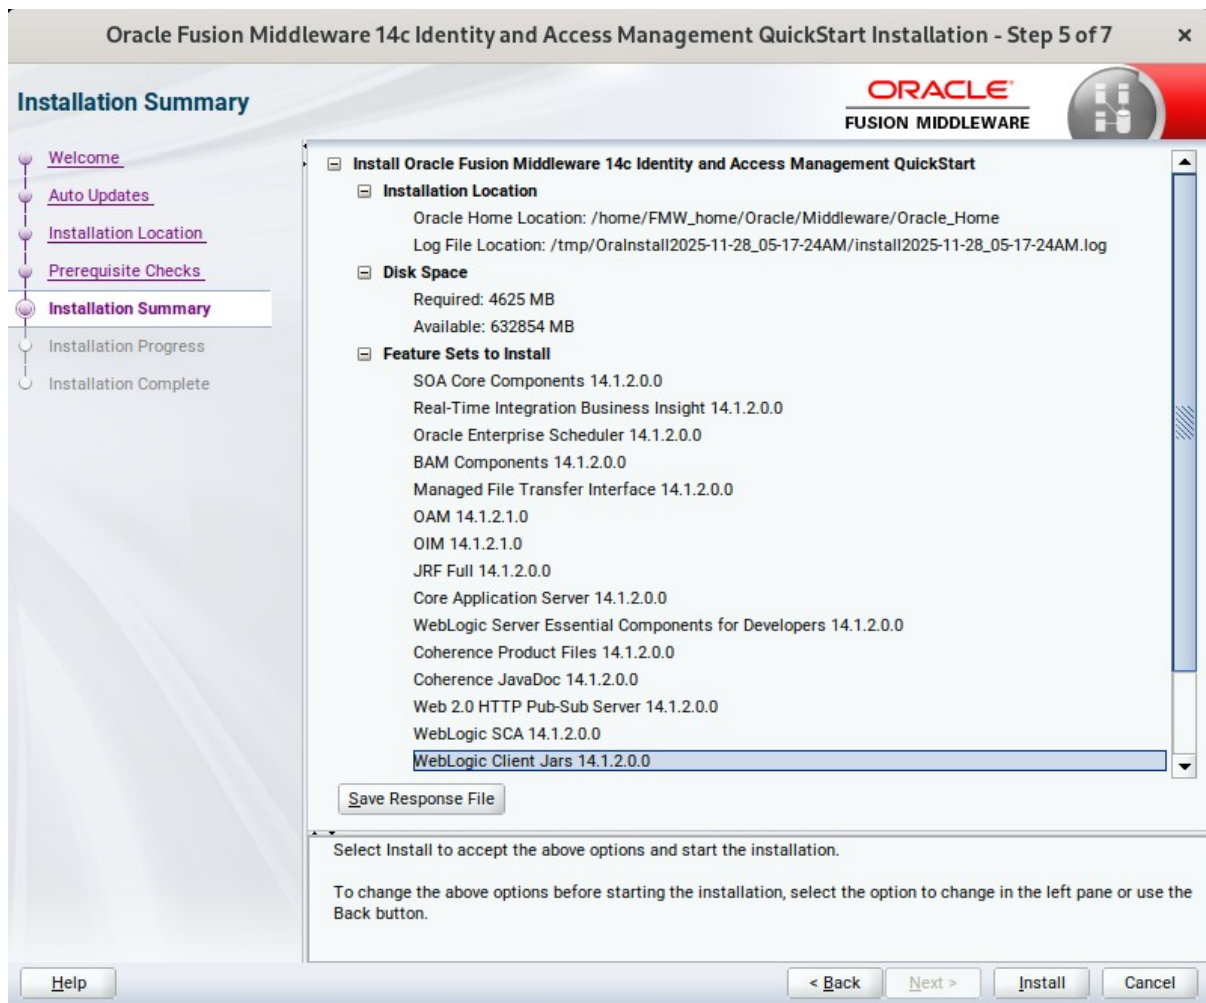 Oracle Fusion Middleware 14c Identity and Access Management QuickStart Installation - Step 5 of 7
Installation Summary
ORACLE
FUSION MIDDLEWARE
Welcome
Auto Updates
Installation Location
Prerequisite Checks
Installation Summary
Installation Progress
Installation Complete
Install Oracle Fusion Middleware 14c Identity and Access Management QuickStart
Installation Location
Oracle Home Location: /home/FMW_home/Oracle/Middleware/Oracle_Home
Log File Location: /tmp/OraInstall2025-11-28_05-17-24AM/install2025-11-28_05-17-24AM.log
Disk Space
Required: 4625 MB
Available: 632854 MB
Feature Sets to Install
SOA Core Components 14.1.2.0.0
Real-Time Integration Business Insight 14.1.2.0.0
Oracle Enterprise Scheduler 14.1.2.0.0
BAM Components 14.1.2.0.0
Managed File Transfer Interface 14.1.2.0.0
OAM 14.1.2.1.0
OIM 14.1.2.1.0
JRF Full 14.1.2.0.0
Core Application Server 14.1.2.0.0
WebLogic Server Essential Components for Developers 14.1.2.0.0
Coherence Product Files 14.1.2.0.0
Coherence JavaDoc 14.1.2.0.0
Web 2.0 HTTP Pub-Sub Server 14.1.2.0.0
WebLogic SCA 14.1.2.0.0
WebLogic Client Jars 14.1.2.0.0
Save Response File
Select Install to accept the above options and start the installation.
To change the above options before starting the installation, select the option to change in the left pane or use the
Back button.
Help
< Back
Next >
Install
Cancel